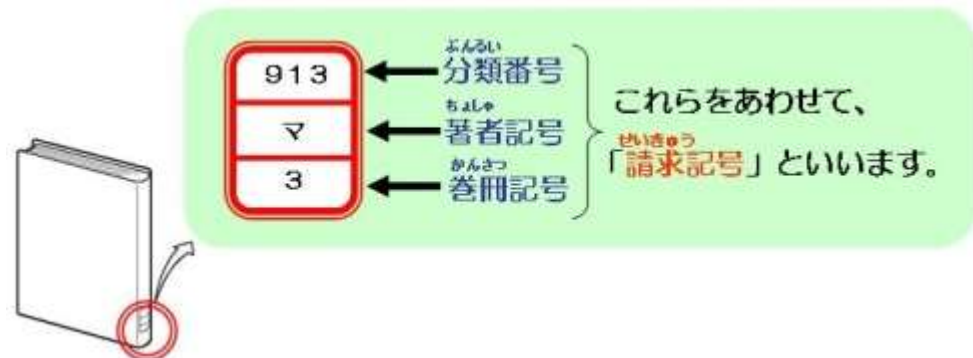 913
ぶんるい
分類番号
マ
ちょしゃ
著者記号
3
かんさつ
巻冊記号
これらをあわせて、
せいきゅう
「請求記号」といいます。